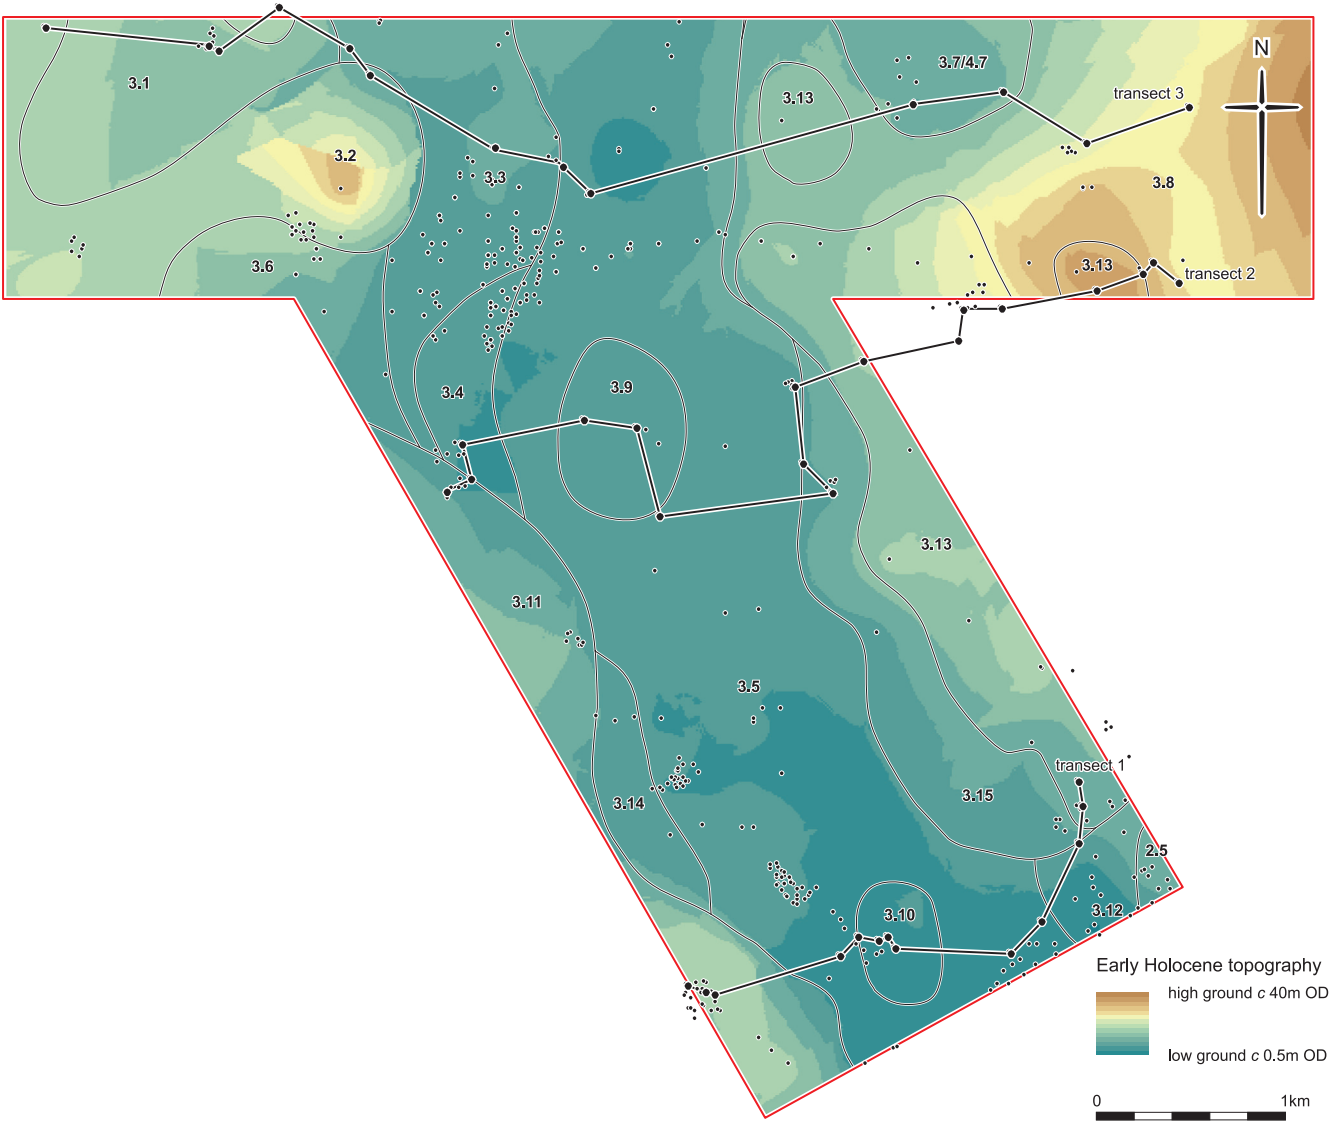 N
3.7/4.7
3.1
transect 3
3.13
3.2
3.3
3.8
3.6
3.13
transect 2
3.9
3.4
3.13
3.11
3.5
transect 1
3.14
3.15
2.5
3.10
3.12
Early Holocene topography
high ground c 40m OD
low ground c 0.5m OD
0 1km